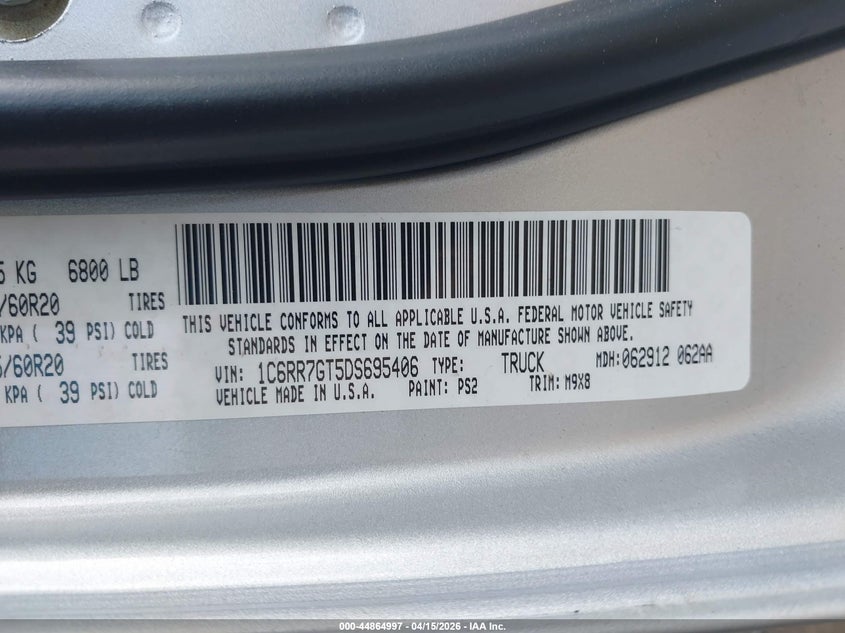 5 KG 6800 LB
/60R20 TIRES
KPA ( 39 PSI) COLD
5/60R20 TIRES
KPA ( 39 PSI) COLD
THIS VEHICLE CONFORMS TO ALL APPLICABLE U.S.A. FEDERAL MOTOR VEHICLE SAFETY
STANDARDS IN EFFECT ON THE DATE OF MANUFACTURE SHOWN ABOVE.
VIN: 1C6RR7GT5DS695406 TYPE: TRUCK MDH:062912 062AA
VEHICLE MADE IN U.S.A. PAINT: PS2 TRIM: M9X8
000-44864997 - 04/15/2026 - IAA Inc.